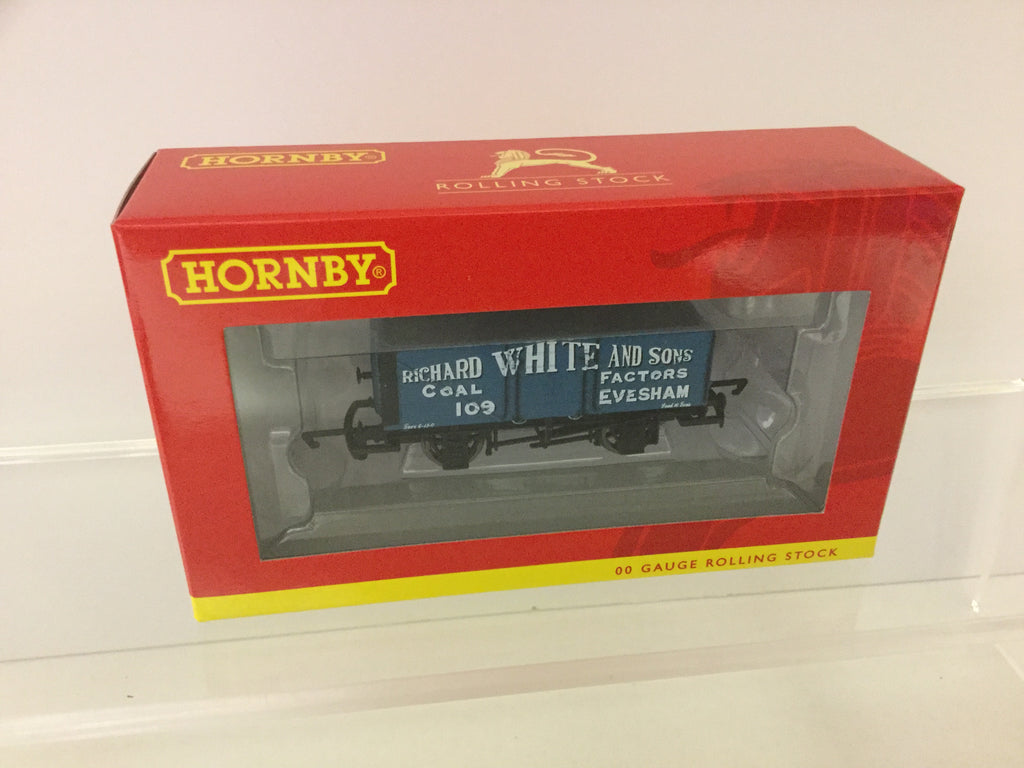 HORNBY®
ROLLING STOCK
HORNBY®
RICHARD WHITE AND SONS
COAL FACTORS
109 EVESHAM
00 GAUGE ROLLING STOCK